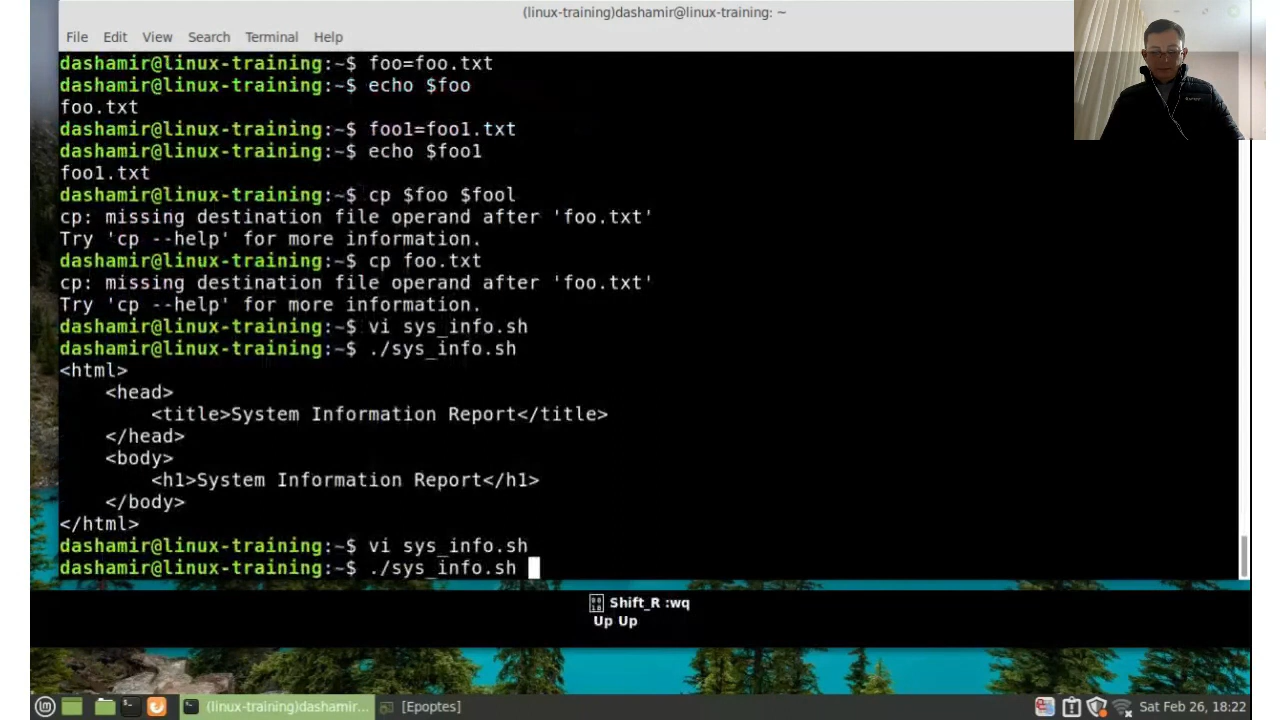 (linux-training)dashamir@linux-training: ~
File Edit View Search Terminal Help
dashamir@linux-training:~$ foo=foo.txt
dashamir@linux-training:~$ echo $foo
foo.txt
dashamir@linux-training:~$ foo1=foo1.txt
dashamir@linux-training:~$ echo $foo1
foo1.txt
dashamir@linux-training:~$ cp $foo $fool
cp: missing destination file operand after 'foo.txt'
Try 'cp --help' for more information.
dashamir@linux-training:~$ cp foo.txt
cp: missing destination file operand after 'foo.txt'
Try 'cp --help' for more information.
dashamir@linux-training:~$ vi sys_info.sh
dashamir@linux-training:~$ ./sys_info.sh
<html>
    <head>
        <title>System Information Report</title>
    </head>
    <body>
        <h1>System Information Report</h1>
    </body>
</html>
dashamir@linux-training:~$ vi sys_info.sh
dashamir@linux-training:~$ ./sys_info.sh
Shift_R :wq
Up Up
(linux-training)dashamir... [Epoptes] Sat Feb 26, 18:22